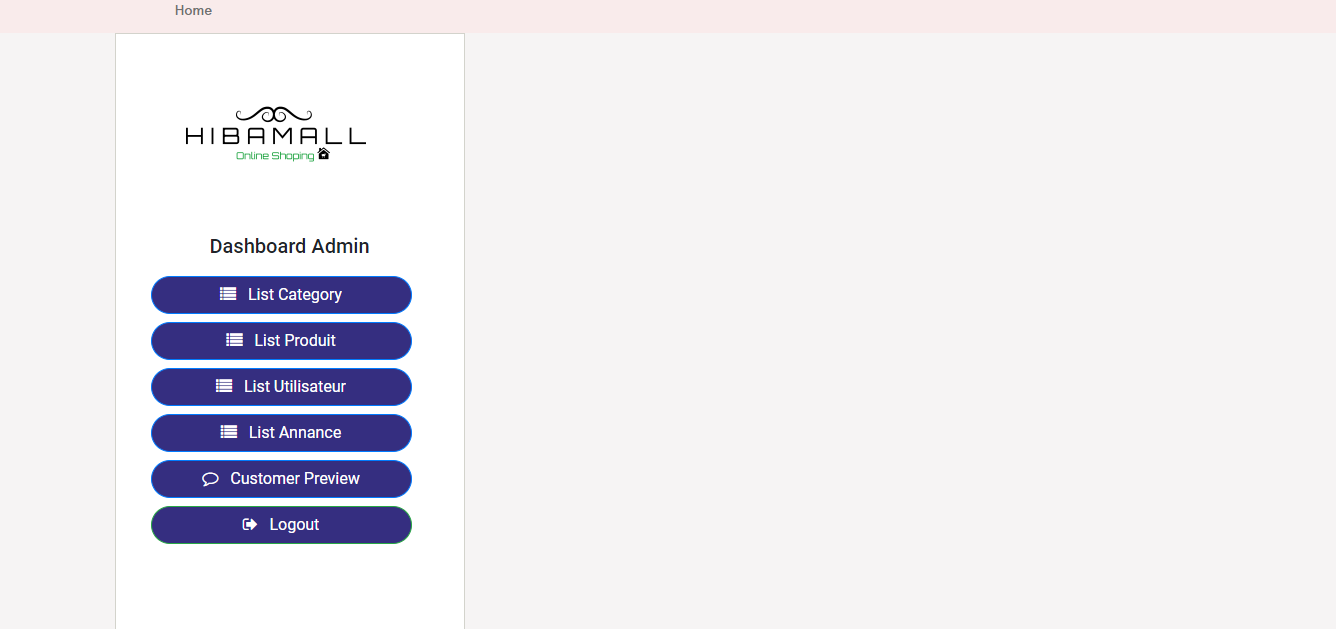 Home
HIBAMALL
Online Shoping
Dashboard Admin
List Category
List Produit
List Utilisateur
List Annance
Customer Preview
Logout